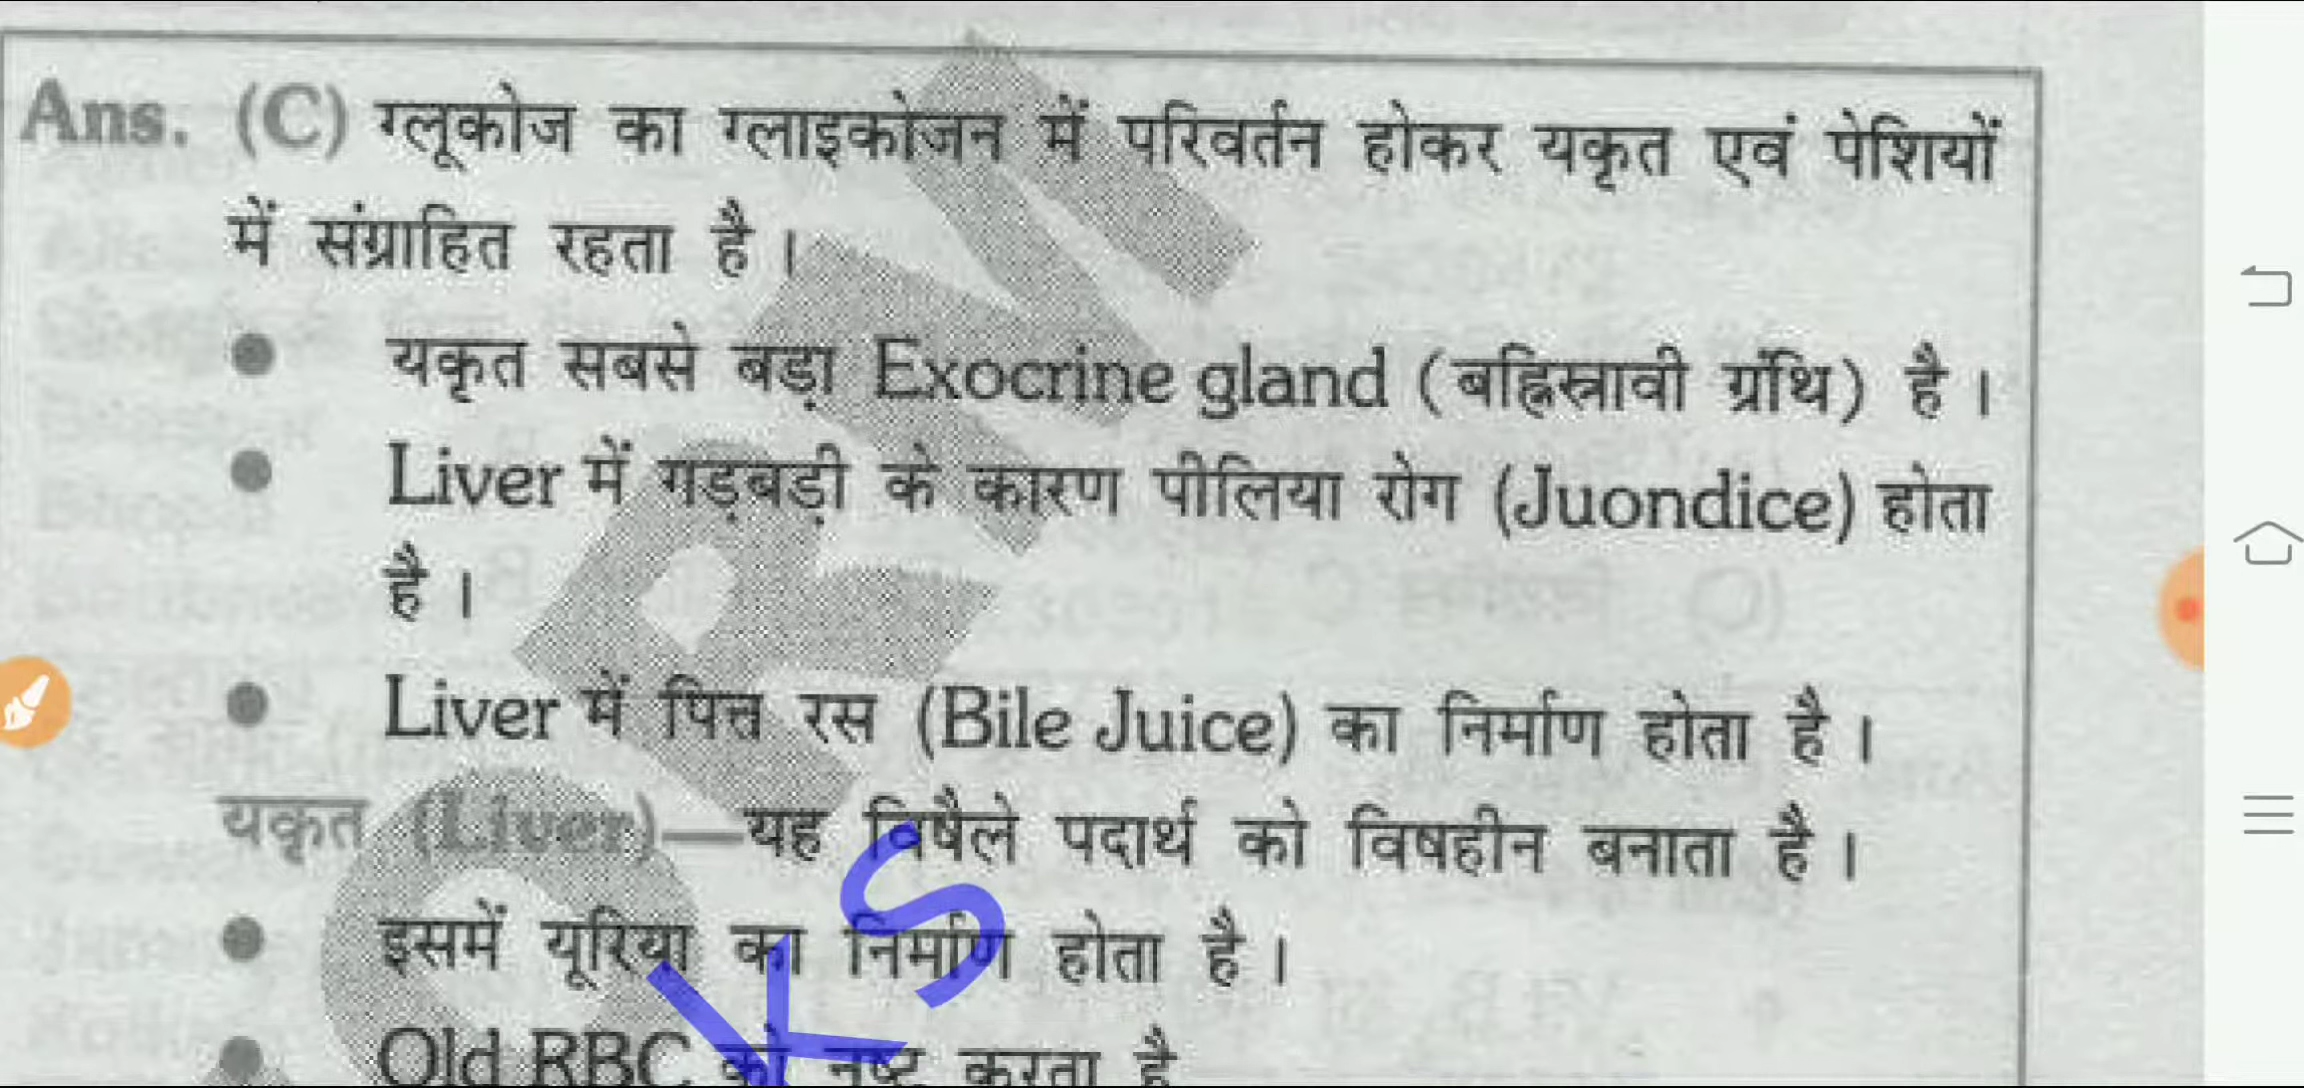 Ans. (C) ग्लूकोज का ग्लाइकोजन में परिवर्तन होकर यकृत एवं पेशियों
में संग्राहित रहता है।
● यकृत सबसे बड़ा Exocrine gland (बह्निस्रावी ग्रंथि) है।
● Liver में गड़बड़ी के कारण पीलिया रोग (Juondice) होता
है।
● Liver में पित्त रस (Bile Juice) का निर्माण होता है।
यकृत (Liver)—यह विषैले पदार्थ को विषहीन बनाता है।
● इसमें यूरिया का निर्माण होता है।
● Old RBC को नष्ट करता है
KS